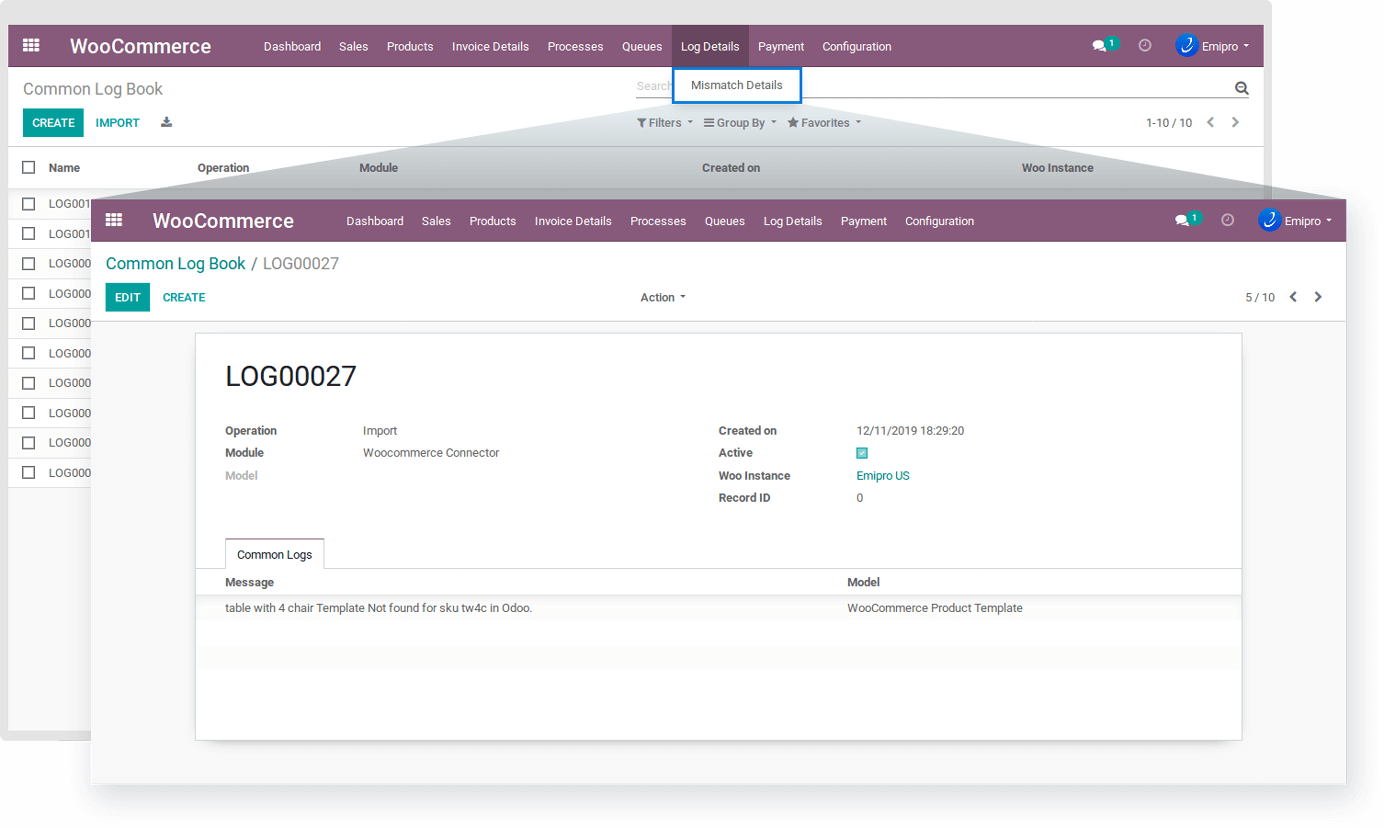 WooCommerce Dashboard Sales Products Invoice Details Processes Queues Log Details Payment Configuration 1 Emipro
Common Log Book Search Mismatch Details
CREATE IMPORT Filters Group By Favorites 1-10 / 10
Name Operation Module Created on Woo Instance
LOG001
LOG001
LOG000
LOG000
LOG000
LOG000
LOG000
LOG000
LOG000
LOG000
WooCommerce Dashboard Sales Products Invoice Details Processes Queues Log Details Payment Configuration 1 Emipro
Common Log Book / LOG00027
EDIT CREATE Action 5 / 10
LOG00027
Operation Import Created on 12/11/2019 18:29:20
Module Woocommerce Connector Active
Model Woo Instance Emipro US
Record ID 0
Common Logs
Message Model
table with 4 chair Template Not found for sku tw4c in Odoo. WooCommerce Product Template